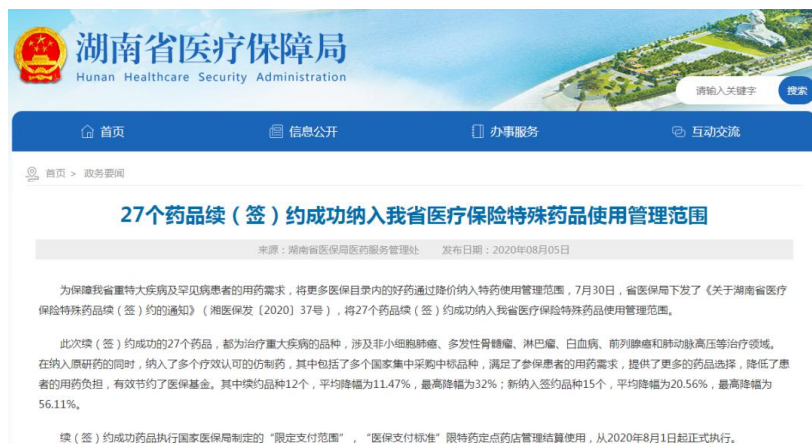 湖南省医疗保障局
Hunan Healthcare Security Administration
请输入关键字
搜索
首页
信息公开
办事服务
互动交流
首页 > 政务要闻
27个药品续（签）约成功纳入我省医疗保险特殊药品使用管理范围
来源：湖南省医保局医药服务管理处 发布日期：2020年08月05日
为保障我省重特大疾病及罕见病患者的用药需求，将更多医保目录内的好药通过降价纳入特药使用管理范围，7月30日，省医保局下发了《关于湖南省医疗
保险特殊药品续（签）约的通知》（湘医保发〔2020〕37号），将27个药品续（签）约成功纳入我省医疗保险特殊药品使用管理范围。
此次续（签）约成功的27个药品，都为治疗重大疾病的品种，涉及非小细胞肺癌、多发性骨髓瘤、淋巴瘤、白血病、前列腺癌和肺动脉高压等治疗领域。
在纳入原研药的同时，纳入了多个疗效认可的仿制药，其中包括了多个国家集中采购中标品种，满足了参保患者的用药需求，提供了更多的药品选择，降低了患
者的用药负担，有效节约了医保基金。其中续约品种12个，平均降幅为11.47%，最高降幅为32%；新纳入签约品种15个，平均降幅为20.56%，最高降幅为
56.11%。
续（签）约成功药品执行国家医保局制定的“限定支付范围”，“医保支付标准”限特药定点药店管理结算使用，从2020年8月1日起正式执行。